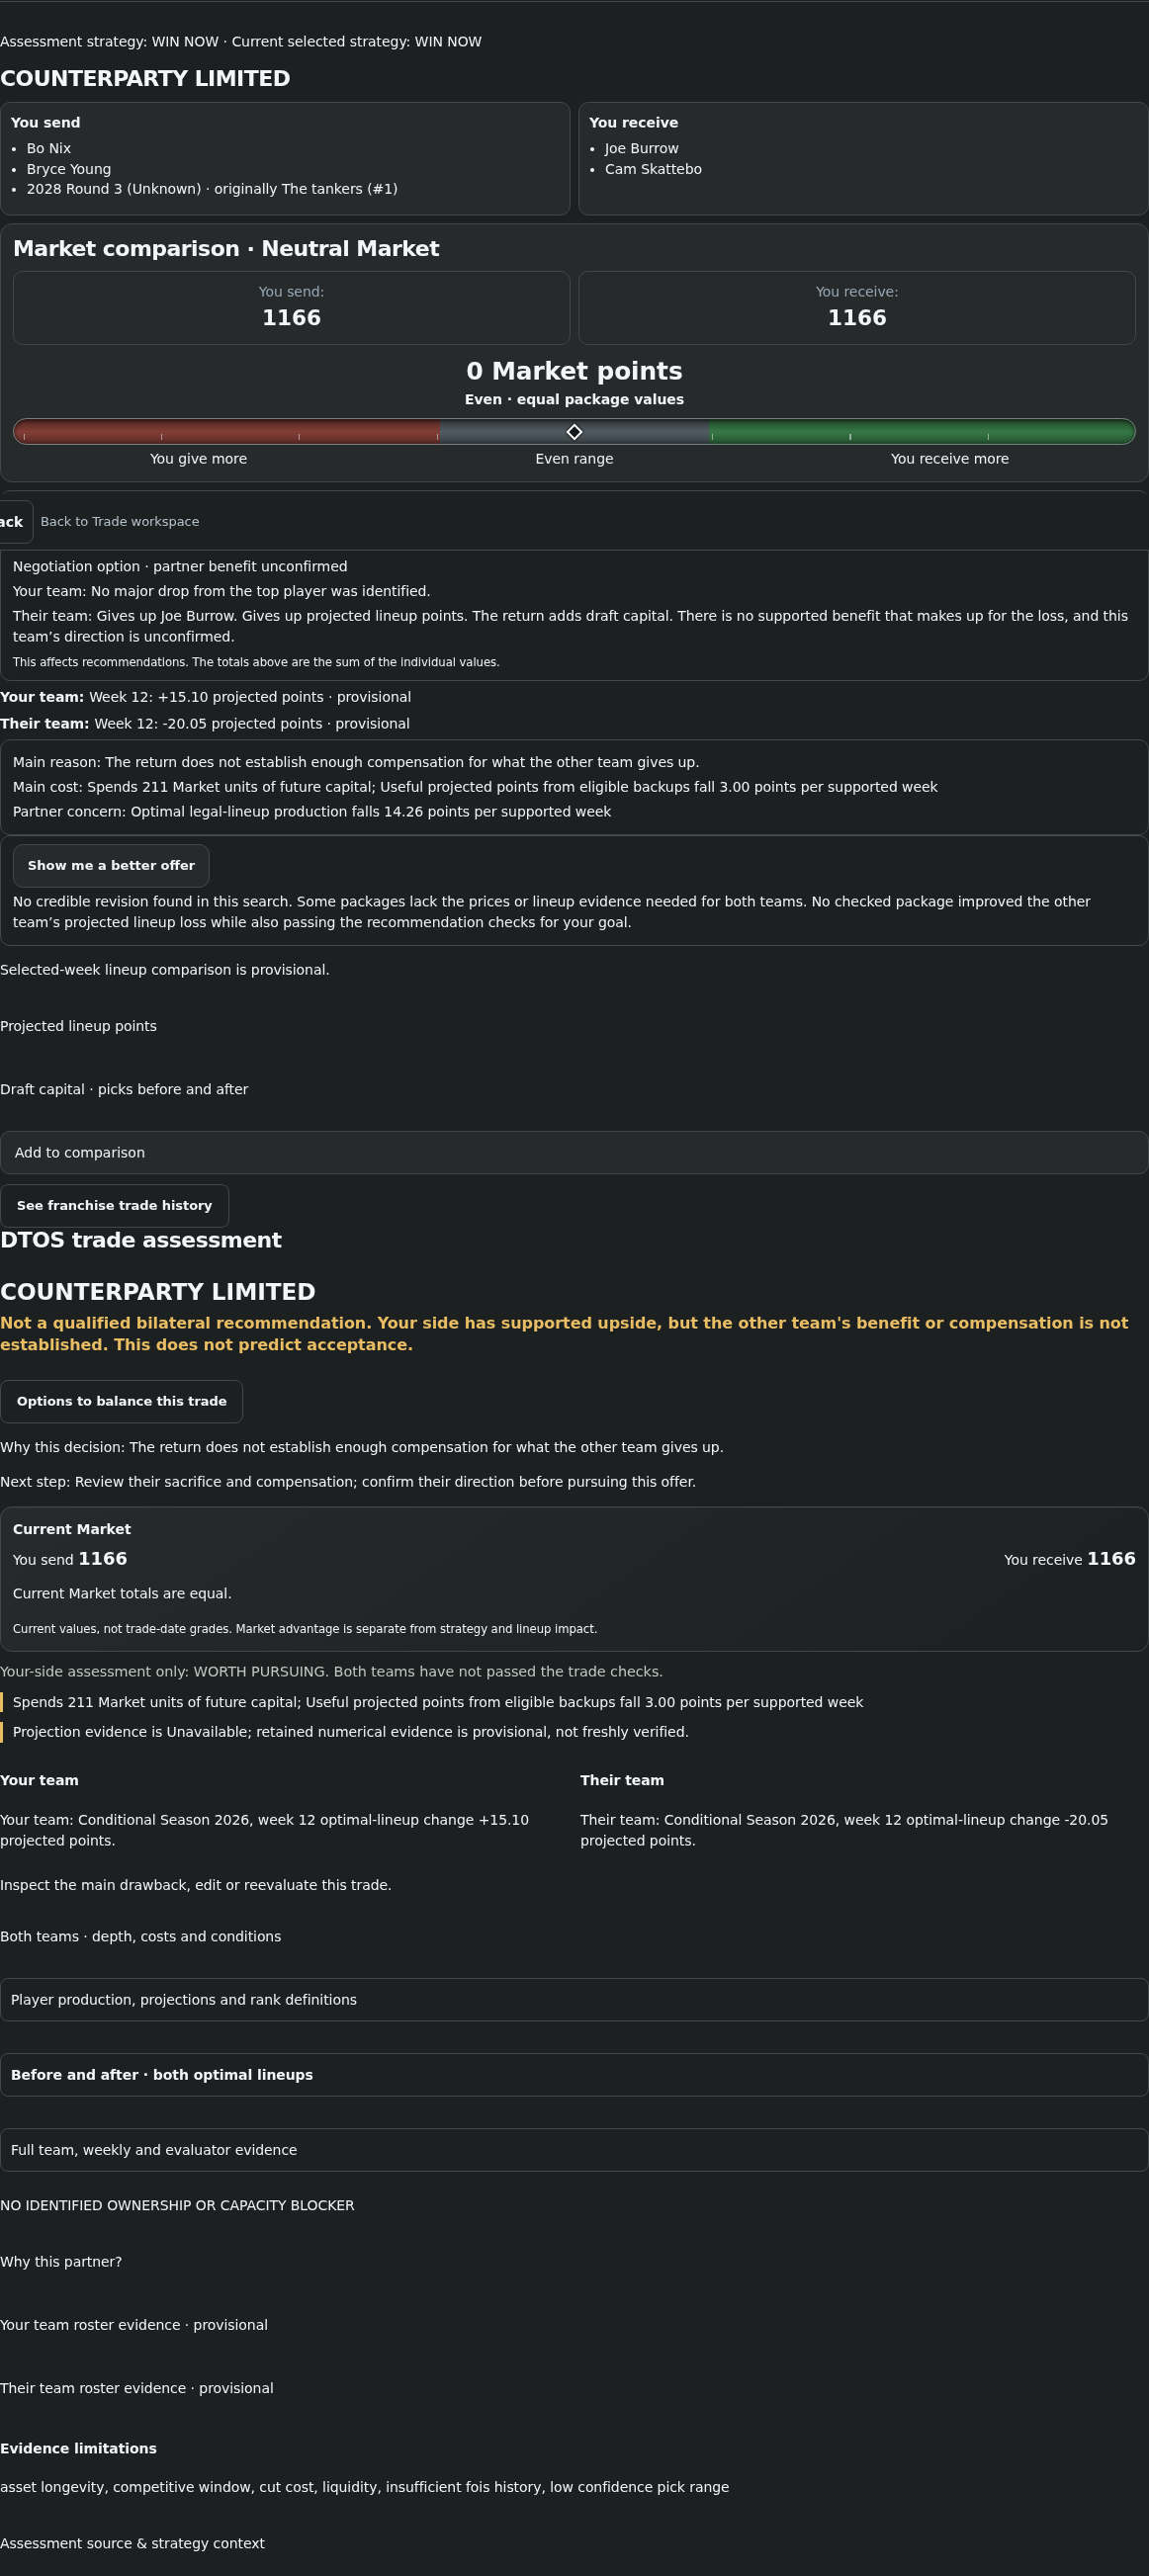 Assessment strategy: WIN NOW · Current selected strategy: WIN NOW
COUNTERPARTY LIMITED
You send
• Bo Nix
• Bryce Young
• 2028 Round 3 (Unknown) · originally The tankers (#1)
You receive
• Joe Burrow
• Cam Skattebo
Market comparison · Neutral Market
You send:
1166
You receive:
1166
0 Market points
Even · equal package values
You give more
Even range
You receive more
ack
Back to Trade workspace
Negotiation option · partner benefit unconfirmed
Your team: No major drop from the top player was identified.
Their team: Gives up Joe Burrow. Gives up projected lineup points. The return adds draft capital. There is no supported benefit that makes up for the loss, and this
team’s direction is unconfirmed.
This affects recommendations. The totals above are the sum of the individual values.
Your team: Week 12: +15.10 projected points · provisional
Their team: Week 12: -20.05 projected points · provisional
Main reason: The return does not establish enough compensation for what the other team gives up.
Main cost: Spends 211 Market units of future capital; Useful projected points from eligible backups fall 3.00 points per supported week
Partner concern: Optimal legal-lineup production falls 14.26 points per supported week
Show me a better offer
No credible revision found in this search. Some packages lack the prices or lineup evidence needed for both teams. No checked package improved the other
team’s projected lineup loss while also passing the recommendation checks for your goal.
Selected-week lineup comparison is provisional.
Projected lineup points
Draft capital · picks before and after
Add to comparison
See franchise trade history
DTOS trade assessment
COUNTERPARTY LIMITED
Not a qualified bilateral recommendation. Your side has supported upside, but the other team's benefit or compensation is not
established. This does not predict acceptance.
Options to balance this trade
Why this decision: The return does not establish enough compensation for what the other team gives up.
Next step: Review their sacrifice and compensation; confirm their direction before pursuing this offer.
Current Market
You send 1166
You receive 1166
Current Market totals are equal.
Current values, not trade-date grades. Market advantage is separate from strategy and lineup impact.
Your-side assessment only: WORTH PURSUING. Both teams have not passed the trade checks.
Spends 211 Market units of future capital; Useful projected points from eligible backups fall 3.00 points per supported week
Projection evidence is Unavailable; retained numerical evidence is provisional, not freshly verified.
Your team
Your team: Conditional Season 2026, week 12 optimal-lineup change +15.10
projected points.
Their team
Their team: Conditional Season 2026, week 12 optimal-lineup change -20.05
projected points.
Inspect the main drawback, edit or reevaluate this trade.
Both teams · depth, costs and conditions
Player production, projections and rank definitions
Before and after · both optimal lineups
Full team, weekly and evaluator evidence
NO IDENTIFIED OWNERSHIP OR CAPACITY BLOCKER
Why this partner?
Your team roster evidence · provisional
Their team roster evidence · provisional
Evidence limitations
asset longevity, competitive window, cut cost, liquidity, insufficient fois history, low confidence pick range
Assessment source & strategy context